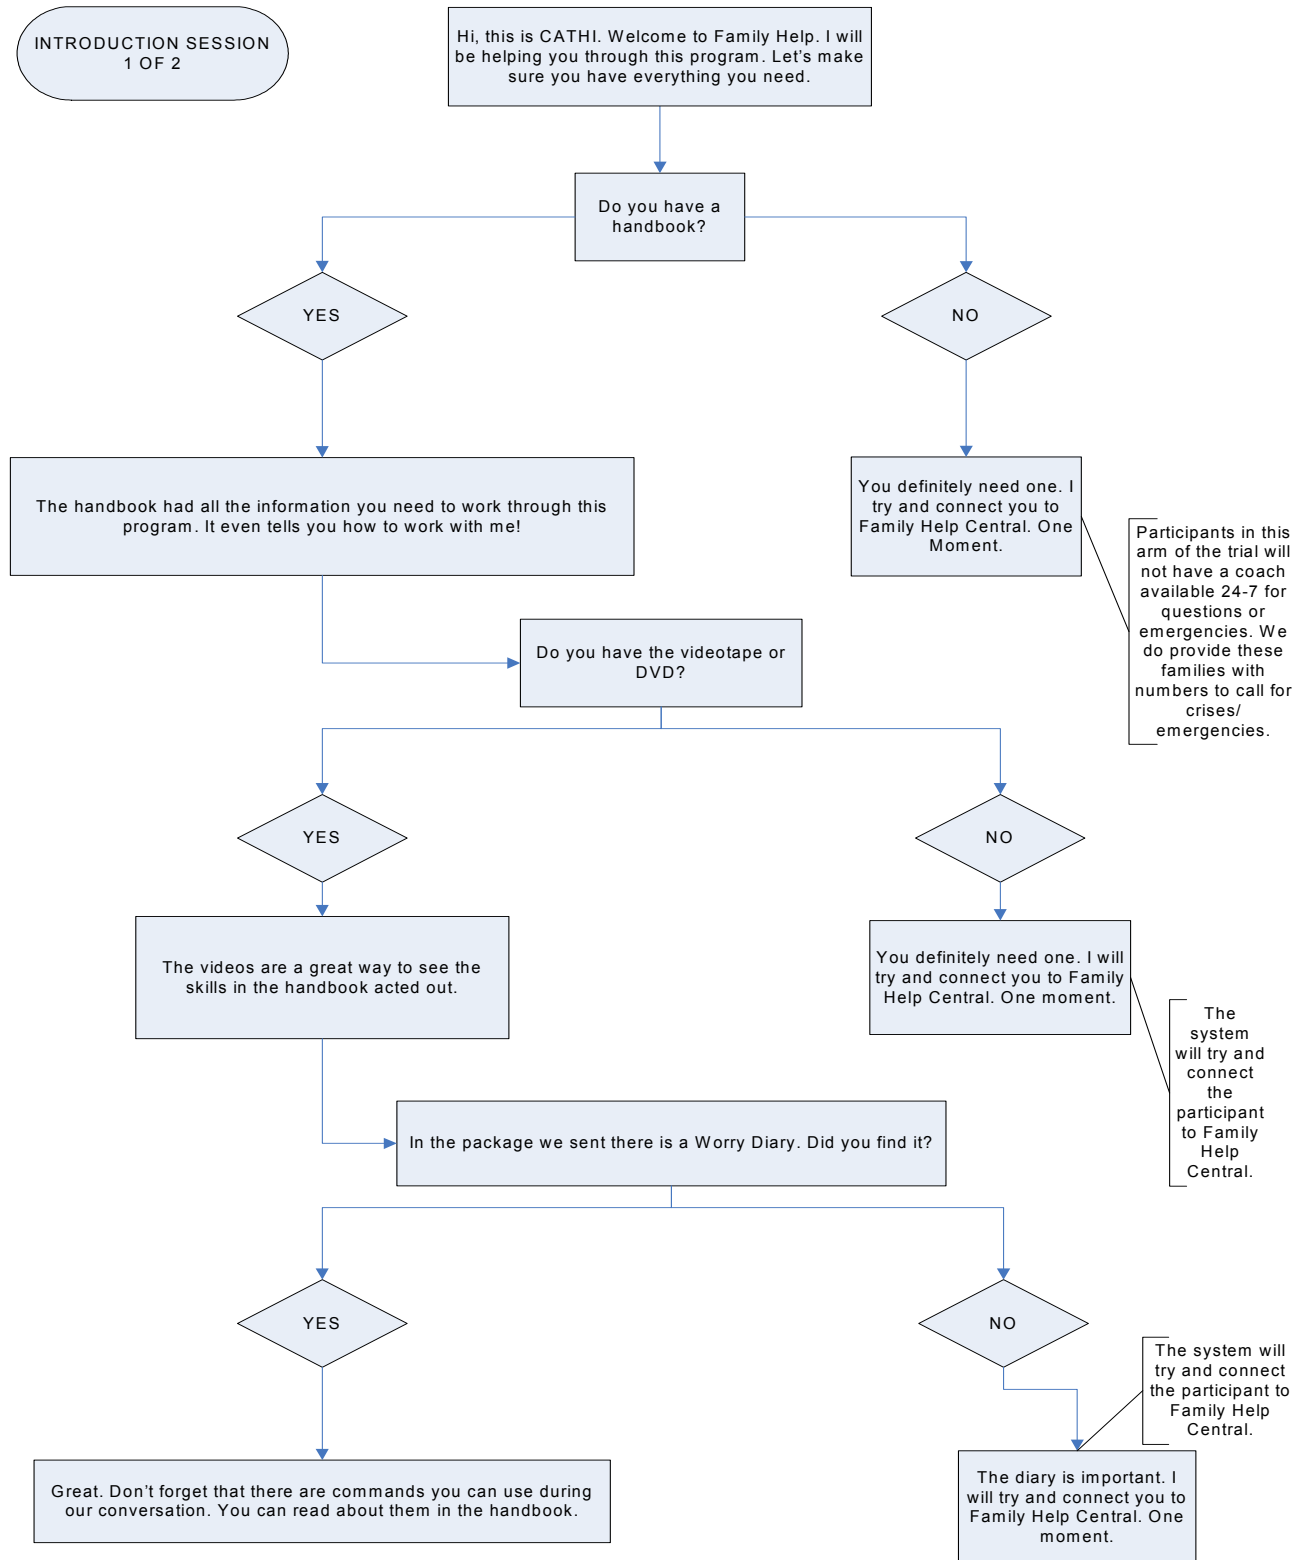 INTRODUCTION SESSION
1 OF 2
Hi, this is CATHI. Welcome to Family Help. I will
be helping you through this program. Let's make
sure you have everything you need.
Do you have a
handbook?
YES
NO
The handbook had all the information you need to work through this
program. It even tells you how to work with me!
You definitely need one. I
try and connect you to
Family Help Central. One
Moment.
Participants in this
arm of the trial will
not have a coach
available 24-7 for
questions or
emergencies. We
do provide these
families with
numbers to call for
crises/
emergencies.
Do you have the videotape or
DVD?
YES
NO
The videos are a great way to see the
skills in the handbook acted out.
You definitely need one. I will
try and connect you to Family
Help Central. One moment.
The
system
will try and
connect
the
participant
to Family
Help
Central.
In the package we sent there is a Worry Diary. Did you find it?
YES
NO
The system will
try and connect
the participant to
Family Help
Central.
Great. Don't forget that there are commands you can use during
our conversation. You can read about them in the handbook.
The diary is important. I
will try and connect you to
Family Help Central. One
moment.